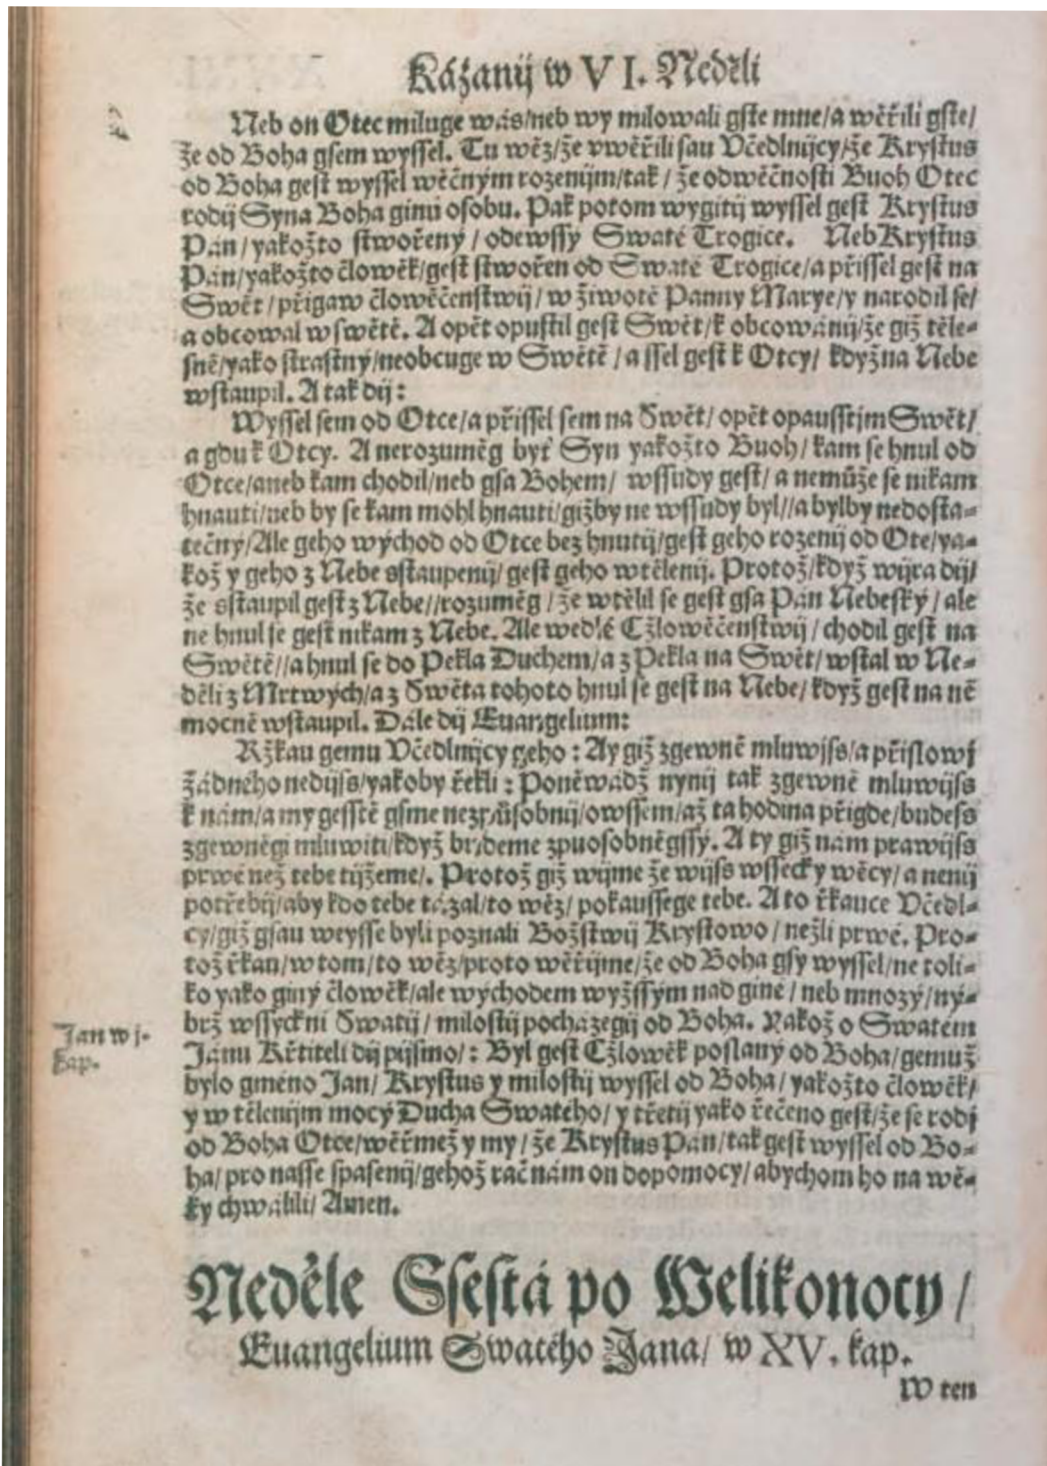 Kázanij w VI. Neděli
Neb on Otec miluge wás/neb wy milowali gste mne/a wěřili gste/
že od Boha gsem wyssel. Tu wěz/že vwěřili sau Včedlnijcy/že Krystus
od Boha gest wyssel wěčným rozenijm/tak/ že odwěčnosti Buoh Otec
rodij Syna Boha ginú osobu. Pak potom wygitij wyssel gest Krystus
Pán/yakožto stwořený/odewssy Swaté Trogice. Neb Krystus
Pán/yakožto člowěk/gest stwořen od Swaté Trogice/a přissel gest na
Swět/přigaw člowěčenstwij/w žiwotě Panny Marye/y narodil se/
a obcowal w swětě. A opět opustil gest Swět/k obcowánij/že giž těle-
sně/yako strastný/neobcuge w Swětě/a ssel gest k Otcy/ když na Nebe
wstaupil. A tak dij:
Wyssel sem od Otce/a přissel sem na Swět/ opět opausstjm Swět/
a gdu k Otcy. A nerozuměg byť Syn yakožto Buoh/ kam se hnul od
Otce/aneb kam chodil/neb gsa Bohem/ wssudy gest/ a nemůže se nikam
hnauti/neb by se kam mohl hnauti/gižby ne wssudy byl//a bylby nedosta-
tečný/Ale geho wýchod od Otce bez hnutij/gest geho rozenij od Ote/ya-
kož y geho z Nebe sstaupenij/gest geho wtělenij. Protož/když wijra dij/
že sstaupil gest z Nebe//rozuměg/že wtělil se gest gsa Pán Nebeský/ ale
ne hnul se gest nikam z Nebe. Ale wedlé Cžlowěčenstwij/chodil gest na
Swětě//a hnul se do Pekla Duchem/a z Pekla na Swět/wstal w Ne-
děli z Mrtwých/a z Swěta tohoto hnul se gest na Nebe/když gest na ně
mocně wstaupil. Dále dij Euangelium:
Ržkau gemu Včedlnijcy geho: Ay giž zgewně mluwjss/a přislowj
žádného nedijss/yakoby řekli: Poněwadž nynij tak zgewně mluwijss
k nám/a my gesstě gsme nezpůsobnij/owssem/až ta hodina přigde/budess
zgewněgi mluwiti/když budeme zpuosobněgssy. A ty giž nám prawijss
prwé než tebe tijžeme/. Protož giž wijme že wijss wssecky wěcy/a nenij
potřebij/aby kdo tebe tázal/to wěz/ pokaussege tebe. A to řkauce Včedl-
cy/giž gsau weysse byli poznali Božstwij Krystowo/nežli prwé. Pro-
tož řkau/w tom/to wěz/proto wěřijme/že od Boha gsy wyssel/ne toli-
ko yako giný člowěk/ale wýchodem wyžssým nad giné/neb mnozý/ný-
brž wssyckni Swatij/milostij pocházegij od Boha. Yakož o Swatém
Janu Křtiteli dij pijsmo/: Byl gest Cžlowěk poslaný od Boha/gemuž
bylo gméno Jan/ Krystus y milostij wyssel od Boha/ yakožto člowěk/
y w tělenijm mocý Ducha Swatého/y třetij yako řečeno gest/že se rodj
od Boha Otce/wěřmež y my/že Krystus Pán/tak gest wyssel od Bo-
ha/pro nasse spasenij/gehož rač nám on dopomocy/abychom ho na wě-
ky chwálili/ Amen.
Jan w j.
kap.
Neděle Ssestá po Welikonocy/
Euangelium Swatého Jana/ w XV. kap.
W ten